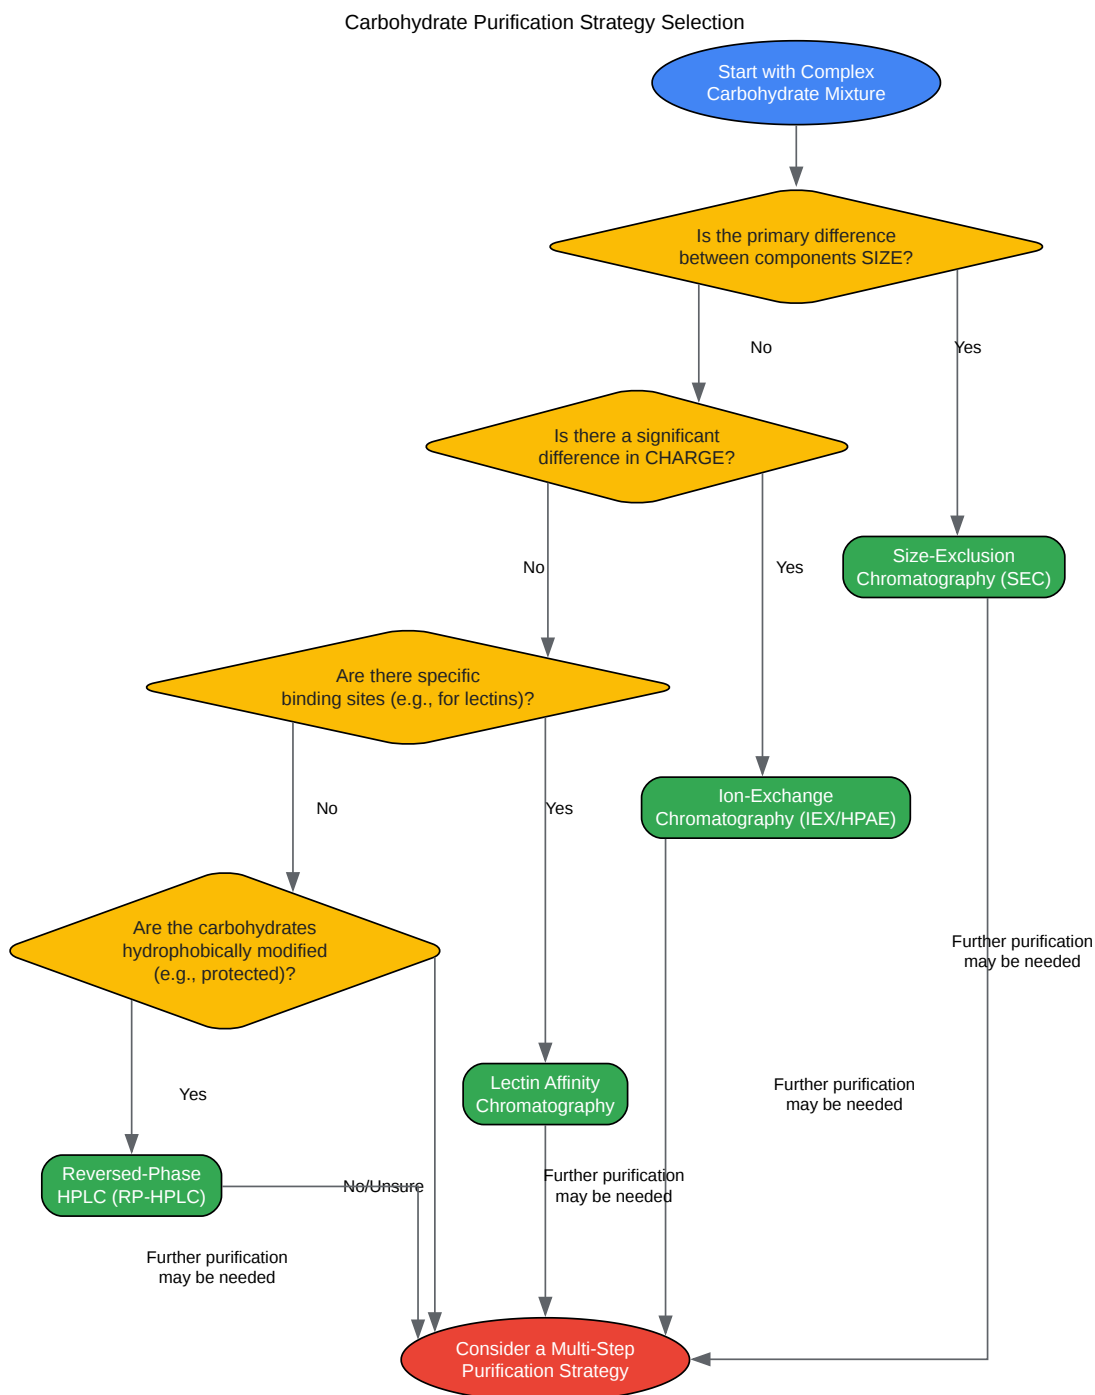 Carbohydrate Purification Strategy Selection
Start with Complex
Carbohydrate Mixture
Is the primary difference
between components SIZE?
No
Yes
Is there a significant
difference in CHARGE?
Size-Exclusion
Chromatography (SEC)
No
Yes
Are there specific
binding sites (e.g., for lectins)?
Ion-Exchange
Chromatography (IEX/HPAE)
No
Yes
Are the carbohydrates
hydrophobically modified
(e.g., protected)?
Further purification
may be needed
Lectin Affinity
Chromatography
Further purification
may be needed
Yes
Reversed-Phase
HPLC (RP-HPLC)
No/Unsure
Further purification
may be needed
Further purification
may be needed
Consider a Multi-Step
Purification Strategy